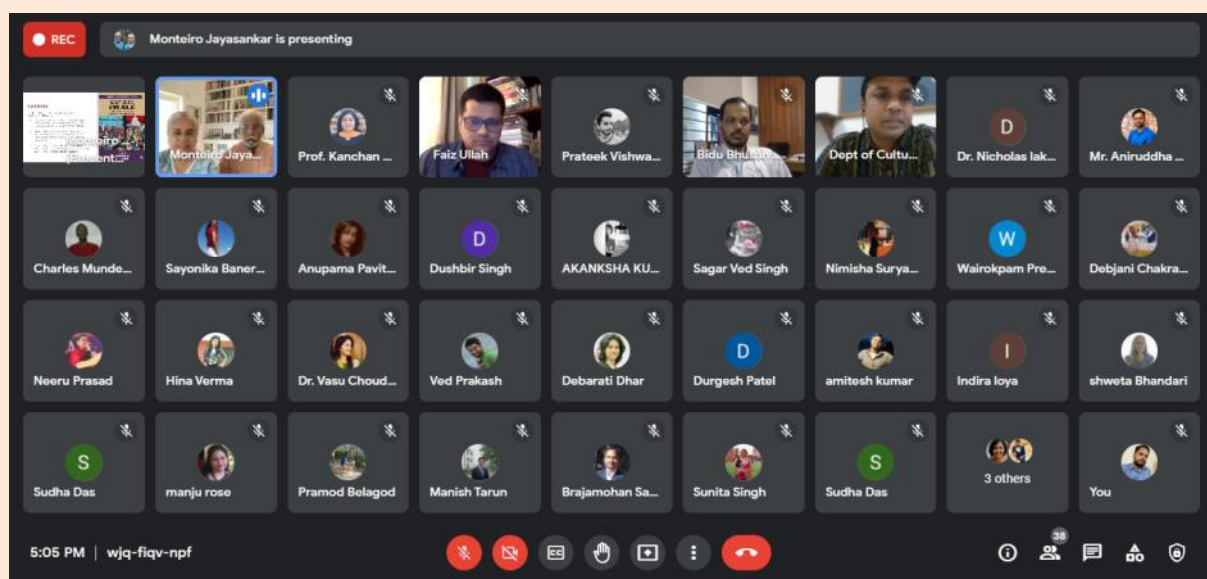 REC
Monteiro Jayasankar is presenting
Monteiro
Monteiro Jaya...
Prof. Kanchan ...
Faiz Ullah
Prateek Vishwa...
Bidu Bhusan...
Dept of Cultu...
D
Dr. Nicholas lak...
Mr. Aniruddha ...
Charles Munde...
Sayonika Baner...
Anupama Pavit...
D
Dushbir Singh
AKANKSHA KU...
Sagar Ved Singh
Nimisha Surya...
W
Wairokpam Pre...
Debjani Chakra...
Neeru Prasad
Hina Verma
Dr. Vasu Choud...
Ved Prakash
Debarati Dhar
D
Durgesh Patel
amitesh kumar
I
Indira loya
shweta Bhandari
S
Sudha Das
manju rose
Pramod Belagod
Manish Tarun
Brajamohan Sa...
Sunita Singh
S
Sudha Das
3 others
You
5:05 PM | wjq-fiqv-npf
CC
38